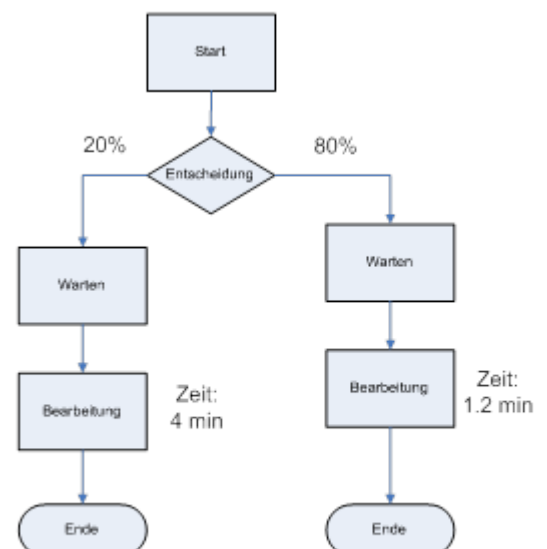 Start
20%
80%
Entscheidung
Warten
Warten
Bearbeitung
Zeit:
4 min
Bearbeitung
Zeit:
1.2 min
Ende
Ende